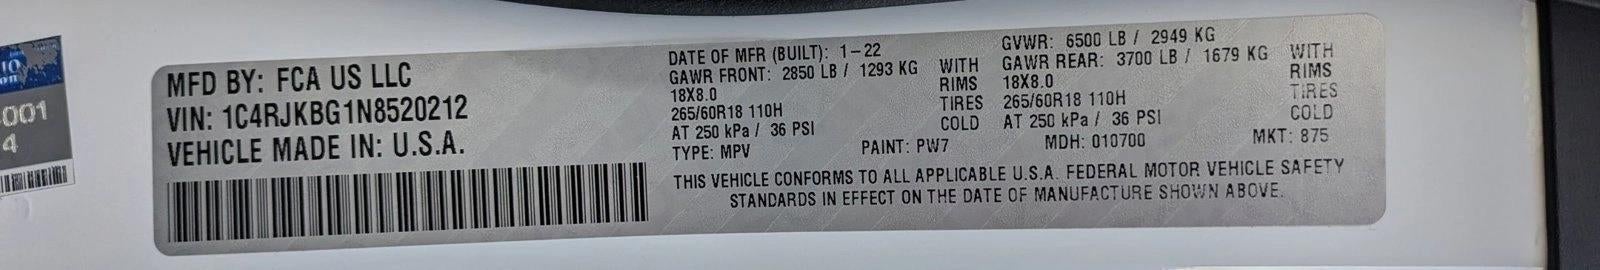 MFD BY: FCA US LLC
VIN: 1C4RJKBG1N8520212
VEHICLE MADE IN: U.S.A.
DATE OF MFR (BUILT): 1-22
GAWR FRONT: 2850 LB / 1293 KG WITH
18X8.0 RIMS
265/60R18 110H TIRES
AT 250 kPa / 36 PSI COLD
GVWR: 6500 LB / 2949 KG
GAWR REAR: 3700 LB / 1679 KG WITH
18X8.0 RIMS
265/60R18 110H TIRES
AT 250 kPa / 36 PSI COLD
TYPE: MPV PAINT: PW7 MDH: 010700 MKT: 875
THIS VEHICLE CONFORMS TO ALL APPLICABLE U.S.A. FEDERAL MOTOR VEHICLE SAFETY
STANDARDS IN EFFECT ON THE DATE OF MANUFACTURE SHOWN ABOVE.
001
4